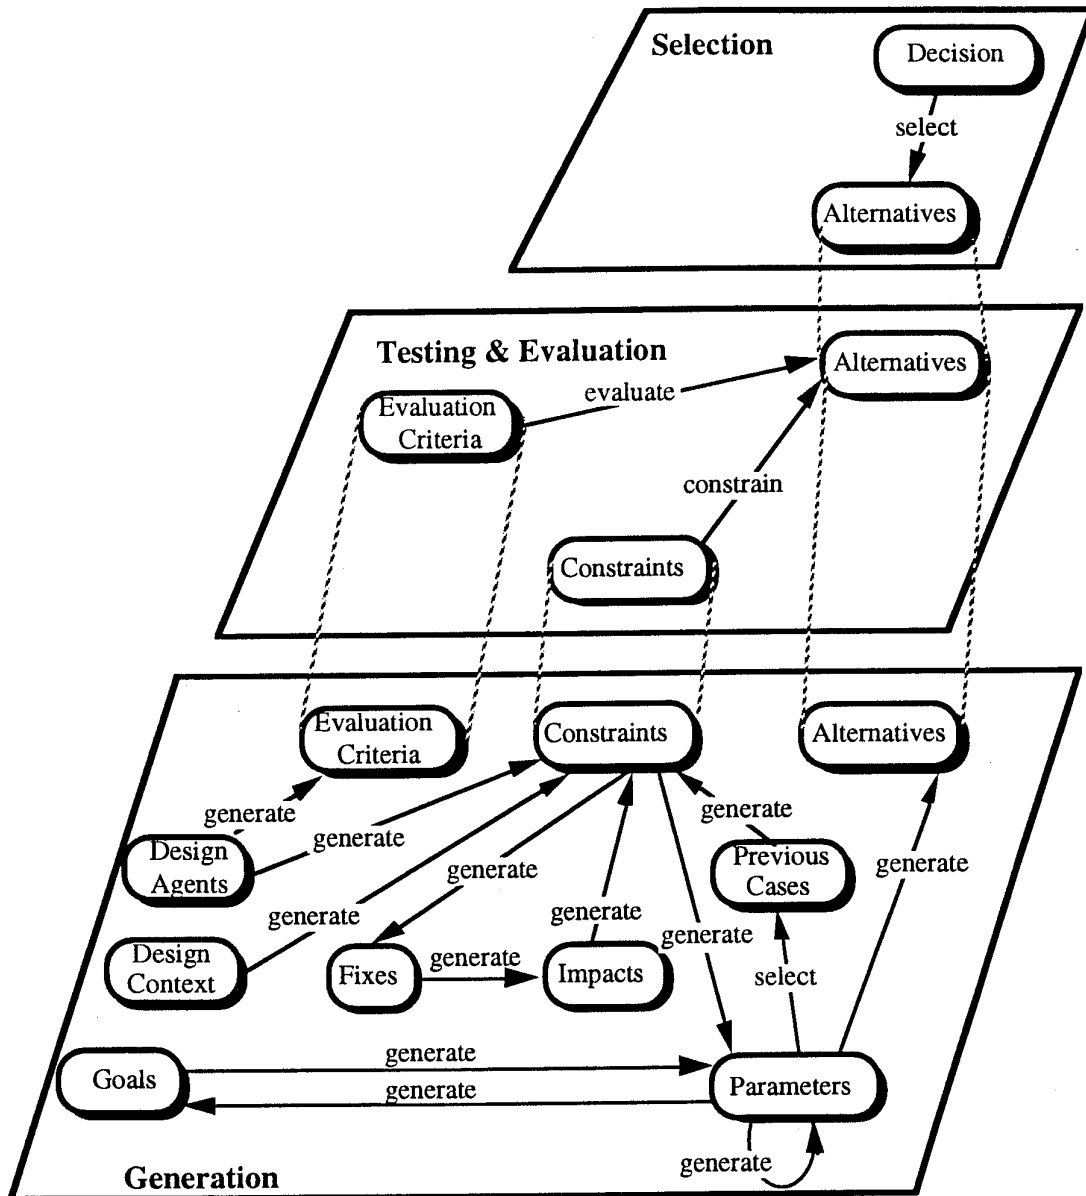 Selection
Decision
select
Alternatives
Testing & Evaluation
Alternatives
evaluate
Evaluation
Criteria
constrain
Constraints
Evaluation
Criteria
Constraints
Alternatives
generate
generate
generate
Design
Agents
Previous
Cases
generate
generate
generate
generate
generate
Design
Context
generate
Fixes
Impacts
select
generate
Goals
Parameters
generate
generate
Generation